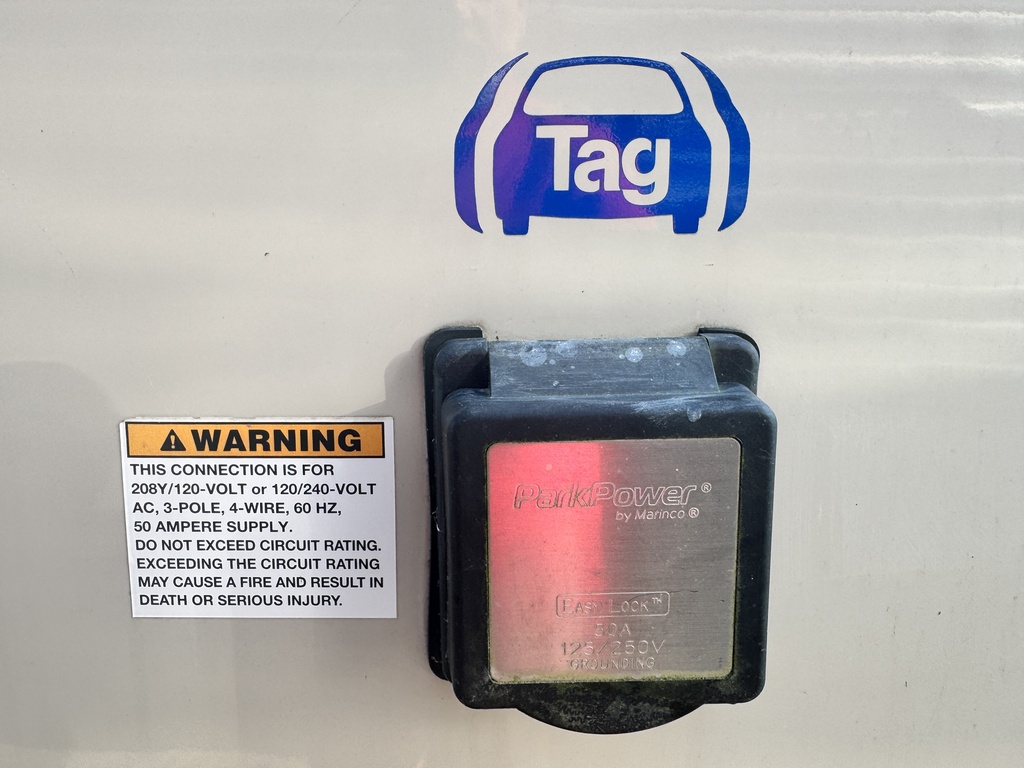 Tag
WARNING
THIS CONNECTION IS FOR
208Y/120-VOLT or 120/240-VOLT
AC, 3-POLE, 4-WIRE, 60 HZ,
50 AMPERE SUPPLY.
DO NOT EXCEED CIRCUIT RATING.
EXCEEDING THE CIRCUIT RATING
MAY CAUSE A FIRE AND RESULT IN
DEATH OR SERIOUS INJURY.
ParkPower®
by Marinco®
EASY LOCK™
50A
125/250V
GROUNDING